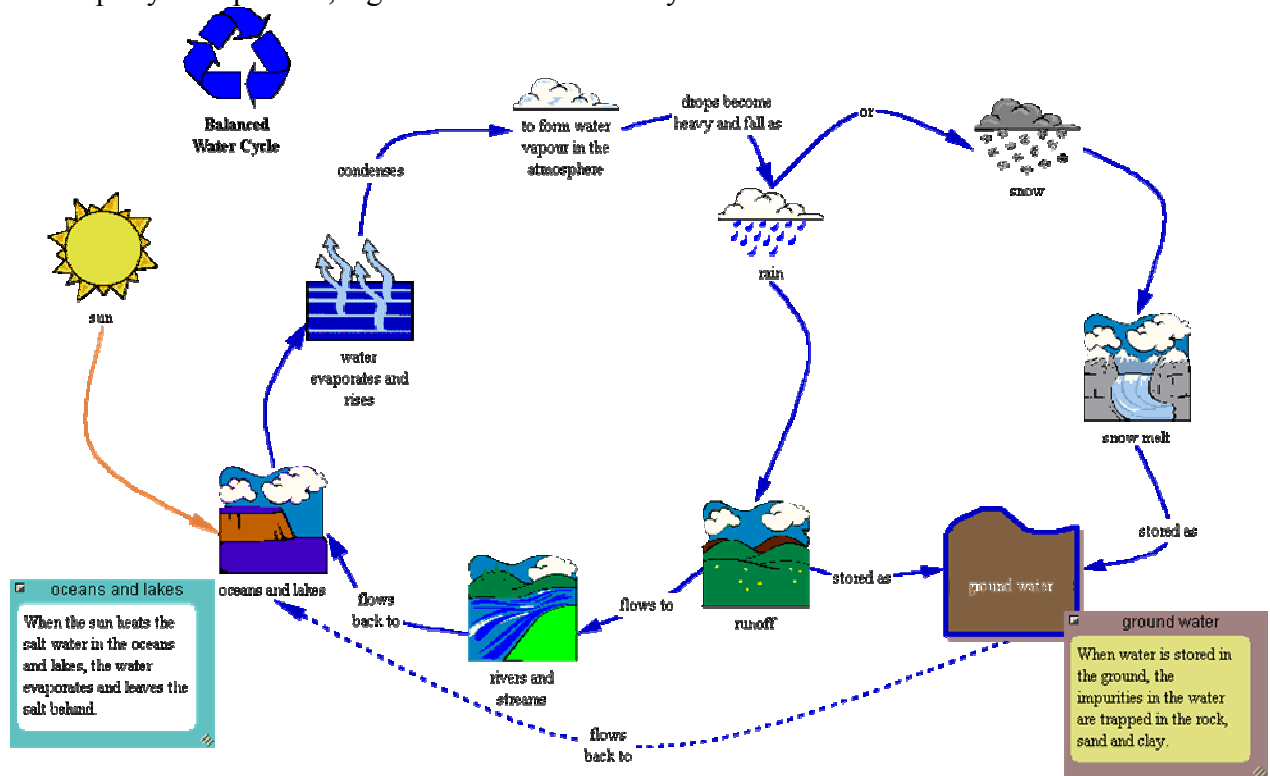 Balanced
Water Cycle
sun
oceans and lakes
water
evaporates and
rises
condenses
to form water
vapour in the
atmosphere
drops become
heavy and fall as
rain
or
snow
snow melt
stored as
ground water
runoff
stored as
flows to
rivers and
streams
flows
back to
flows
back to
oceans and lakes
When the sun heats the
salt water in the oceans
and lakes, the water
evaporates and leaves the
salt behind.
ground water
When water is stored in
the ground, the
impurities in the water
are trapped in the rock,
sand and clay.